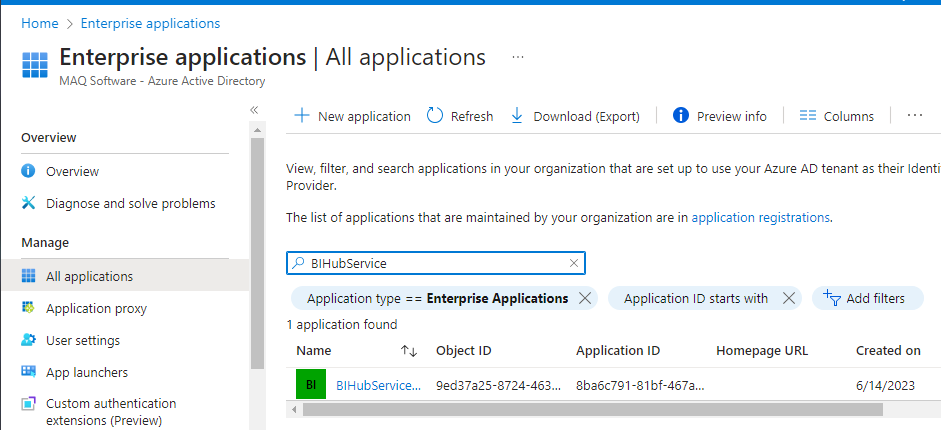 Home > Enterprise applications
Enterprise applications | All applications ...
MAQ Software - Azure Active Directory
Overview
Overview
Diagnose and solve problems
Manage
All applications
Application proxy
User settings
App launchers
Custom authentication
extensions (Preview)
New application Refresh Download (Export) Preview info Columns ...
View, filter, and search applications in your organization that are set up to use your Azure AD tenant as their Identi
Provider.
The list of applications that are maintained by your organization are in application registrations.
BIHubService
Application type == Enterprise Applications Application ID starts with Add filters
1 application found
Name Object ID Application ID Homepage URL Created on
BI BIHubService... 9ed37a25-8724-463... 8ba6c791-81bf-467a... 6/14/2023